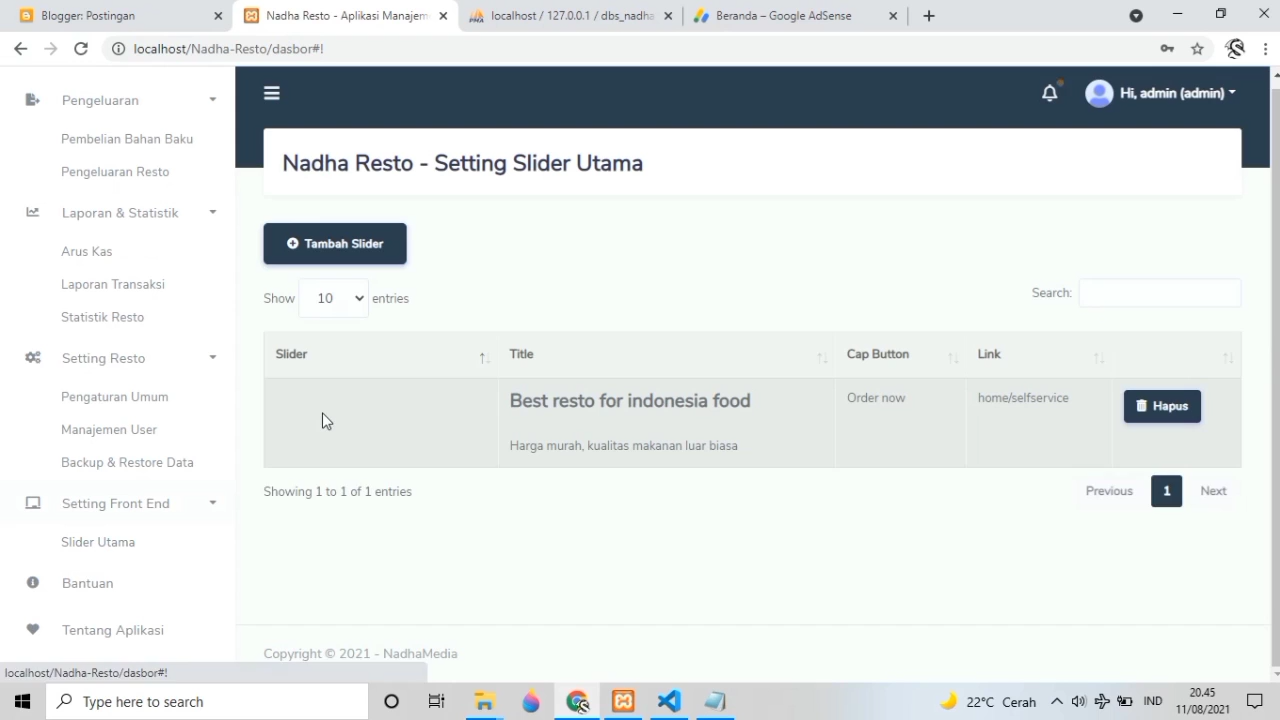 Blogger: Postingan
Nadha Resto - Aplikasi Manajem
localhost / 127.0.0.1 / dbs_nadha
Beranda – Google AdSense
localhost/Nadha-Resto/dasbor#!
Pengeluaran
Pembelian Bahan Baku
Pengeluaran Resto
Laporan & Statistik
Arus Kas
Laporan Transaksi
Statistik Resto
Setting Resto
Pengaturan Umum
Manajemen User
Backup & Restore Data
Setting Front End
Slider Utama
Bantuan
Tentang Aplikasi
Hi, admin (admin)
Nadha Resto - Setting Slider Utama
Tambah Slider
Show 10 entries
Search:
Slider Title Cap Button Link
Best resto for indonesia food Order now home/selfservice Hapus
Harga murah, kualitas makanan luar biasa
Showing 1 to 1 of 1 entries
Previous 1 Next
Copyright © 2021 - NadhaMedia
localhost/Nadha-Resto/dasbor#!
Type here to search
22°C Cerah
IND
20.45
11/08/2021